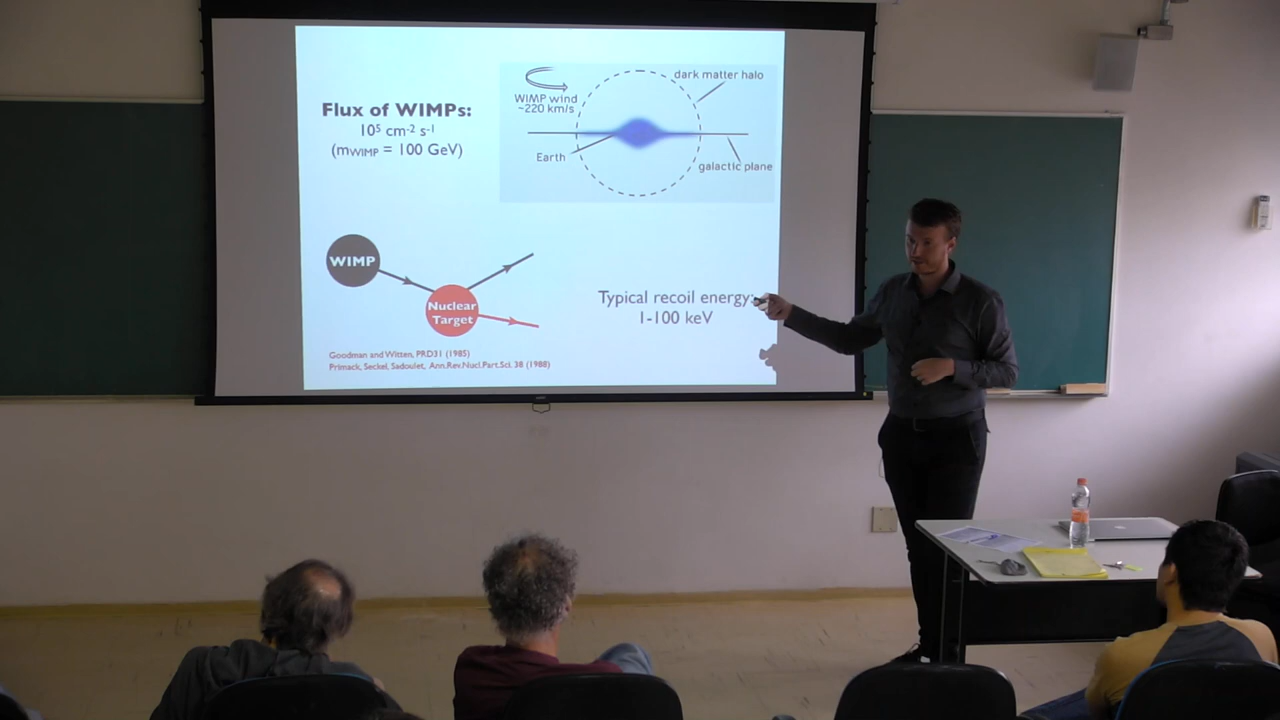 Flux of WIMPs:
10⁵ cm⁻² s⁻¹
(mWIMP = 100 GeV)
WIMP wind
~220 km/s
dark matter halo
Earth
galactic plane
WIMP
Nuclear
Target
Typical recoil energy:
1-100 keV
Goodman and Witten, PRD31 (1985)
Primack, Seckel, Sadoulet, Ann.Rev.Nucl.Part.Sci. 38 (1988)